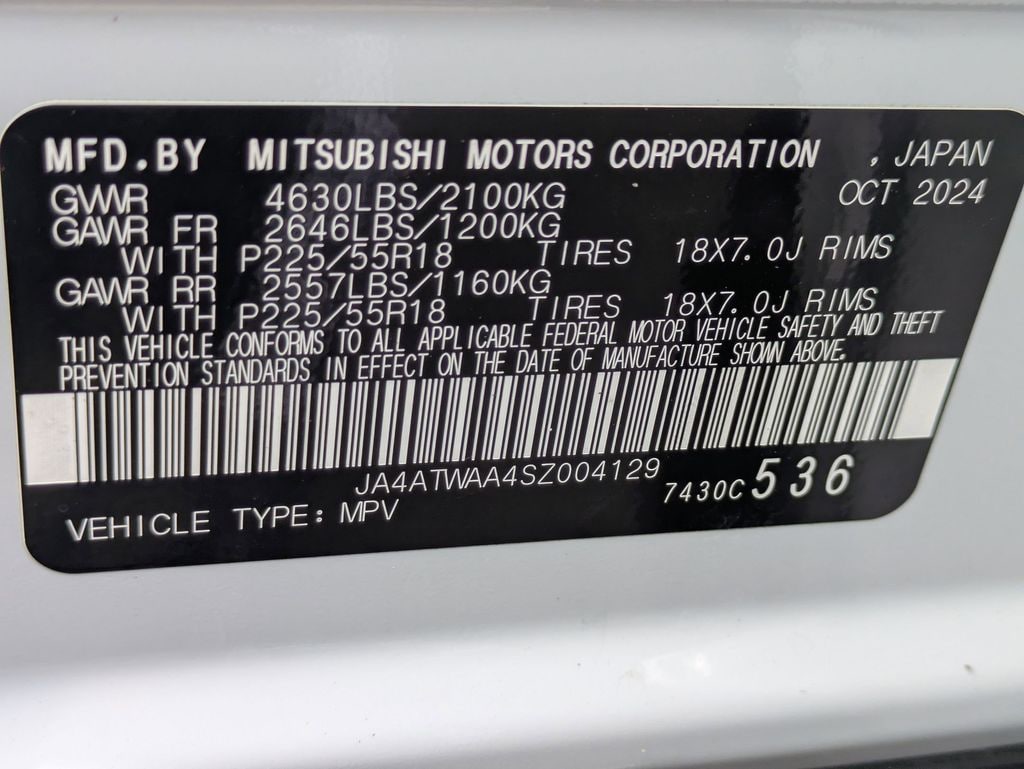 MFD.BY MITSUBISHI MOTORS CORPORATION , JAPAN
GVWR 4630LBS/2100KG OCT 2024
GAWR FR 2646LBS/1200KG
WITH P225/55R18 TIRES 18X7.0J RIMS
GAWR RR 2557LBS/1160KG
WITH P225/55R18 TIRES 18X7.0J RIMS
THIS VEHICLE CONFORMS TO ALL APPLICABLE FEDERAL MOTOR VEHICLE SAFETY AND THEFT
PREVENTION STANDARDS IN EFFECT ON THE DATE OF MANUFACTURE SHOWN ABOVE.
JA4ATWAA4SZ004129
7430C 536
VEHICLE TYPE: MPV